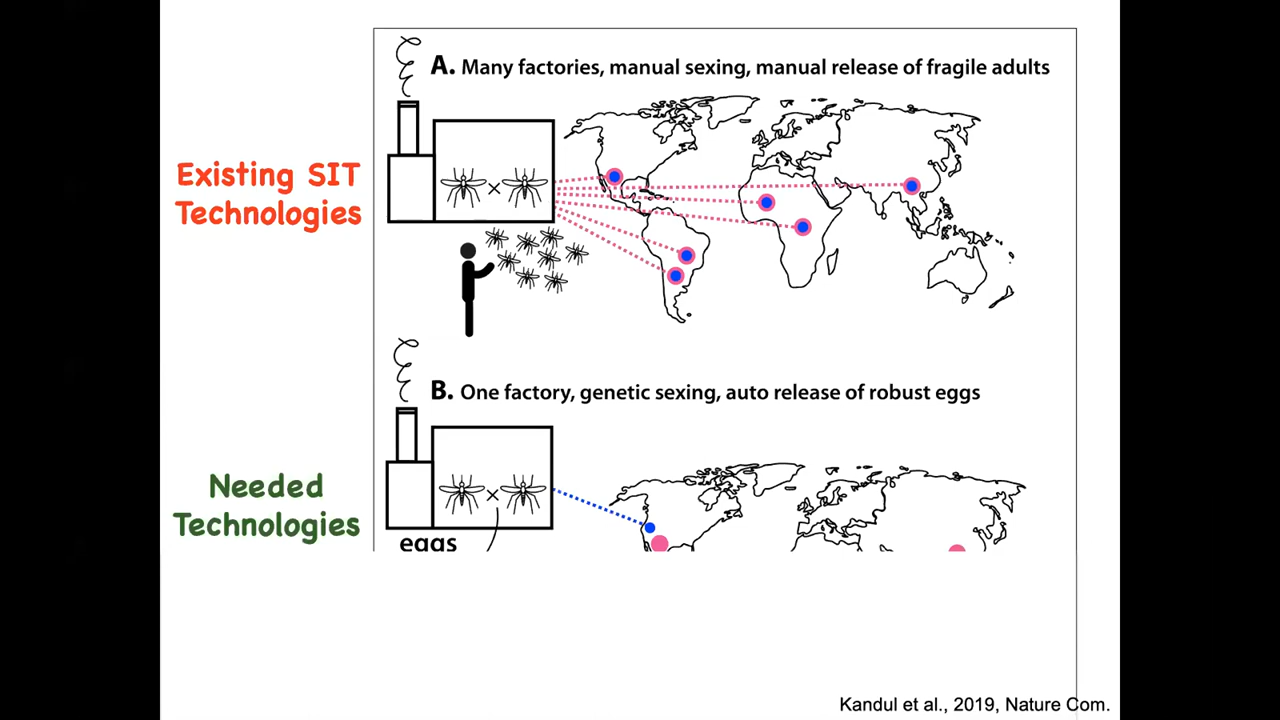 A. Many factories, manual sexing, manual release of fragile adults
Existing SIT
Technologies
×
B. One factory, genetic sexing, auto release of robust eggs
Needed
Technologies
×
eggs
Kandul et al., 2019, Nature Com.